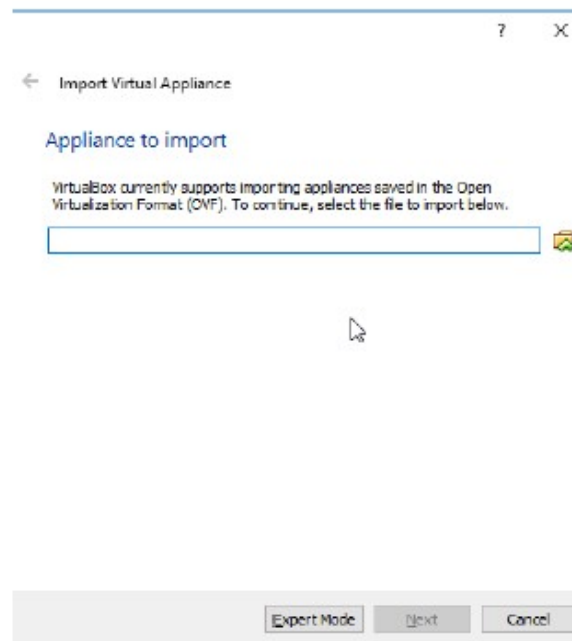 ?
Import Virtual Appliance
Appliance to import
VirtualBox currently supports importing appliances saved in the Open
Virtualization Format (OVF). To continue, select the file to import below.
Expert Mode
Next
Cancel